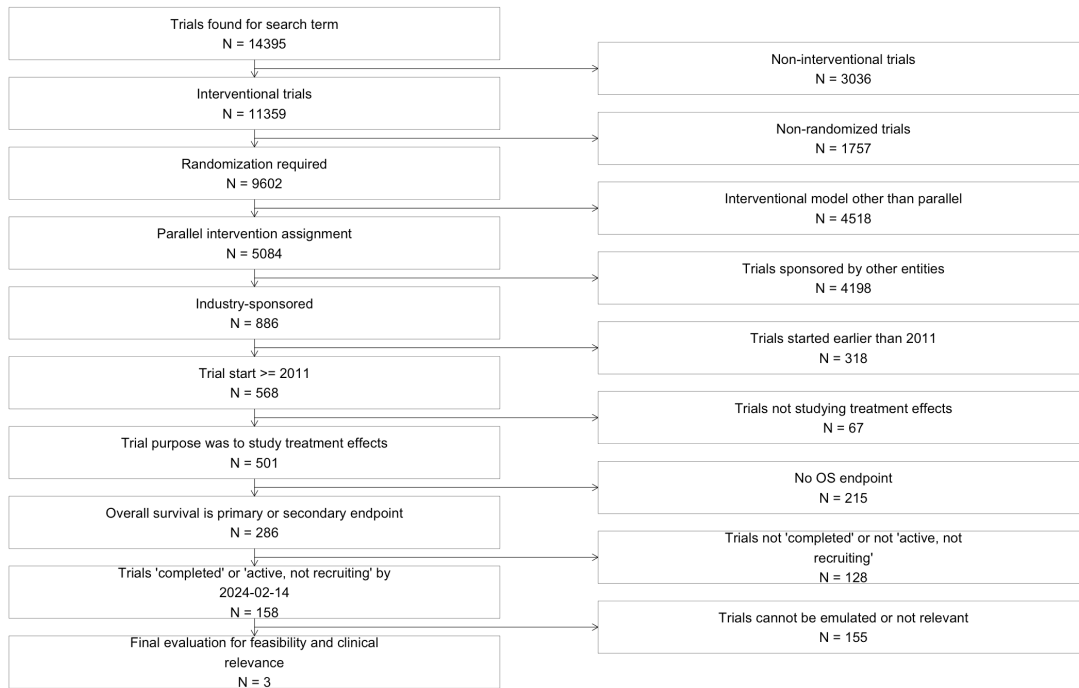 Trials found for search term
N = 14395
Non-interventional trials
N = 3036
Interventional trials
N = 11359
Non-randomized trials
N = 1757
Randomization required
N = 9602
Interventional model other than parallel
N = 4518
Parallel intervention assignment
N = 5084
Trials sponsored by other entities
N = 4198
Industry-sponsored
N = 886
Trials started earlier than 2011
N = 318
Trial start >= 2011
N = 568
Trials not studying treatment effects
N = 67
Trial purpose was to study treatment effects
N = 501
No OS endpoint
N = 215
Overall survival is primary or secondary endpoint
N = 286
Trials not 'completed' or not 'active, not
recruiting'
N = 128
Trials 'completed' or 'active, not recruiting' by
2024-02-14
N = 158
Trials cannot be emulated or not relevant
N = 155
Final evaluation for feasibility and clinical
relevance
N = 3